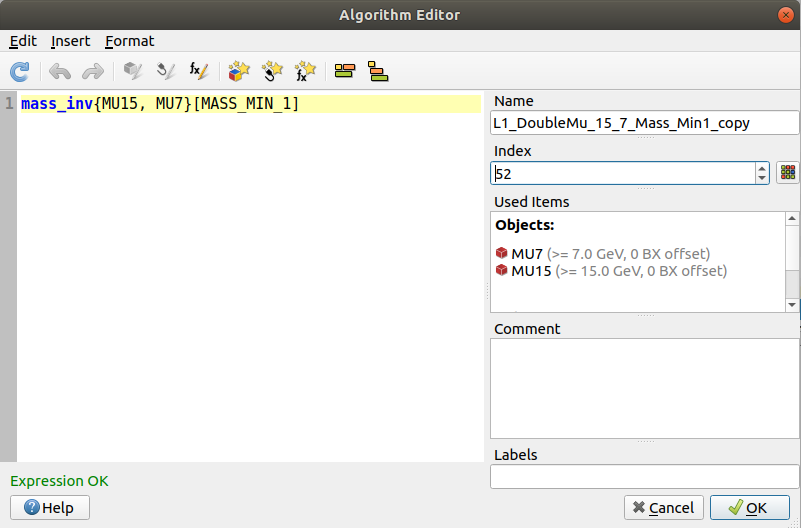 Algorithm Editor
Edit Insert Format
1 mass_inv{MU15, MU7}[MASS_MIN_1]
Name
L1_DoubleMu_15_7_Mass_Min1_copy
Index
52
Used Items
Objects:
MU7 (>= 7.0 GeV, 0 BX offset)
MU15 (>= 15.0 GeV, 0 BX offset)
Comment
Labels
Expression OK
Help Cancel OK